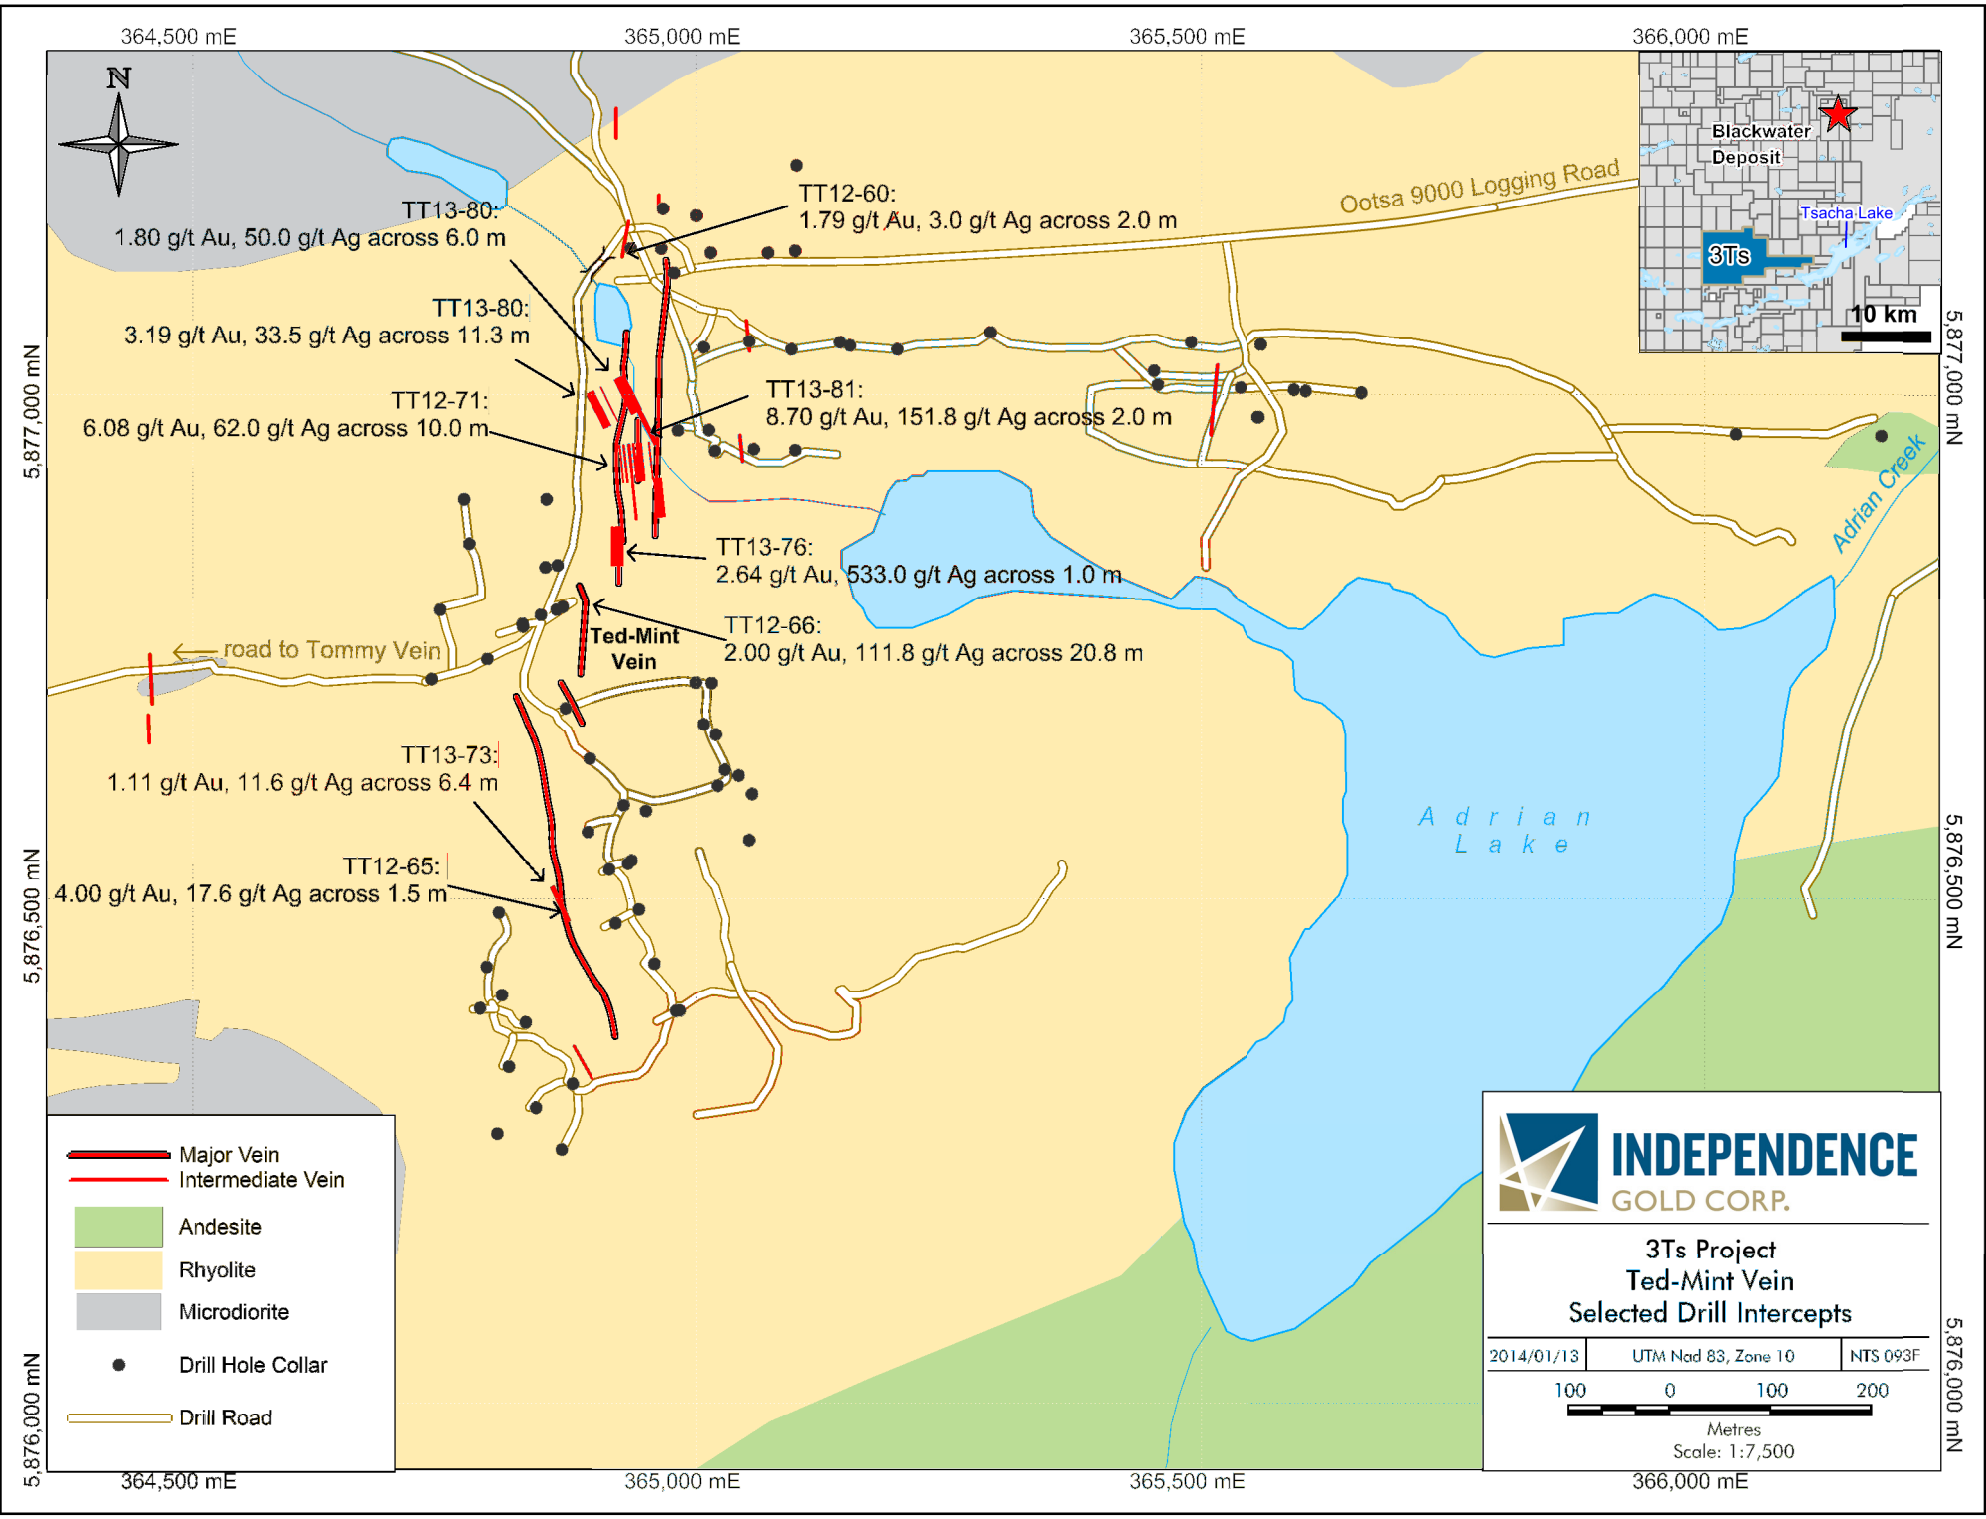 364,500 mE
365,000 mE
365,500 mE
366,000 mE
N
Blackwater
Deposit
Tsacha Lake
3Ts
10 km
Ootsa 9000 Logging Road
TT12-60:
1.79 g/t Au, 3.0 g/t Ag across 2.0 m
TT13-80:
1.80 g/t Au, 50.0 g/t Ag across 6.0 m
TT13-80:
3.19 g/t Au, 33.5 g/t Ag across 11.3 m
TT12-71:
6.08 g/t Au, 62.0 g/t Ag across 10.0 m
TT13-81:
8.70 g/t Au, 151.8 g/t Ag across 2.0 m
5,877,000 mN
5,877,000 mN
Adrian Creek
TT13-76:
2.64 g/t Au, 533.0 g/t Ag across 1.0 m
TT12-66:
2.00 g/t Au, 111.8 g/t Ag across 20.8 m
Ted-Mint
Vein
road to Tommy Vein
TT13-73:
1.11 g/t Au, 11.6 g/t Ag across 6.4 m
TT12-65:
4.00 g/t Au, 17.6 g/t Ag across 1.5 m
Adrian
Lake
5,876,500 mN
5,876,500 mN
Major Vein
Intermediate Vein
Andesite
Rhyolite
Microdiorite
Drill Hole Collar
Drill Road
INDEPENDENCE
GOLD CORP.
3Ts Project
Ted-Mint Vein
Selected Drill Intercepts
2014/01/13 UTM Nad 83, Zone 10 NTS 093F
100 0 100 200
Metres
Scale: 1:7,500
5,876,000 mN
5,876,000 mN
364,500 mE
365,000 mE
365,500 mE
366,000 mE